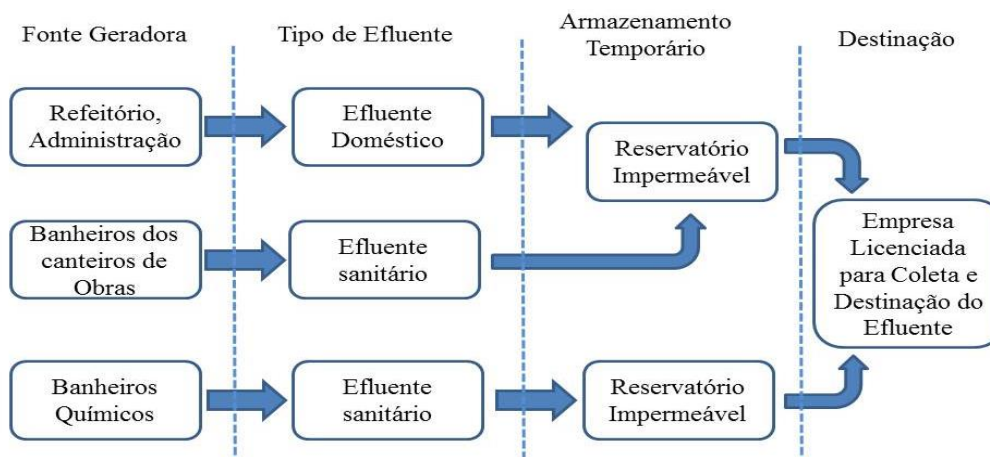 Fonte Geradora
Tipo de Efluente
Armazenamento
Temporário
Destinação
Refeitório,
Administração
Efluente
Doméstico
Reservatório
Impermeável
Banheiros dos
canteiros de
Obras
Efluente
sanitário
Empresa
Licenciada
para Coleta e
Destinação do
Efluente
Banheiros
Químicos
Efluente
sanitário
Reservatório
Impermeável